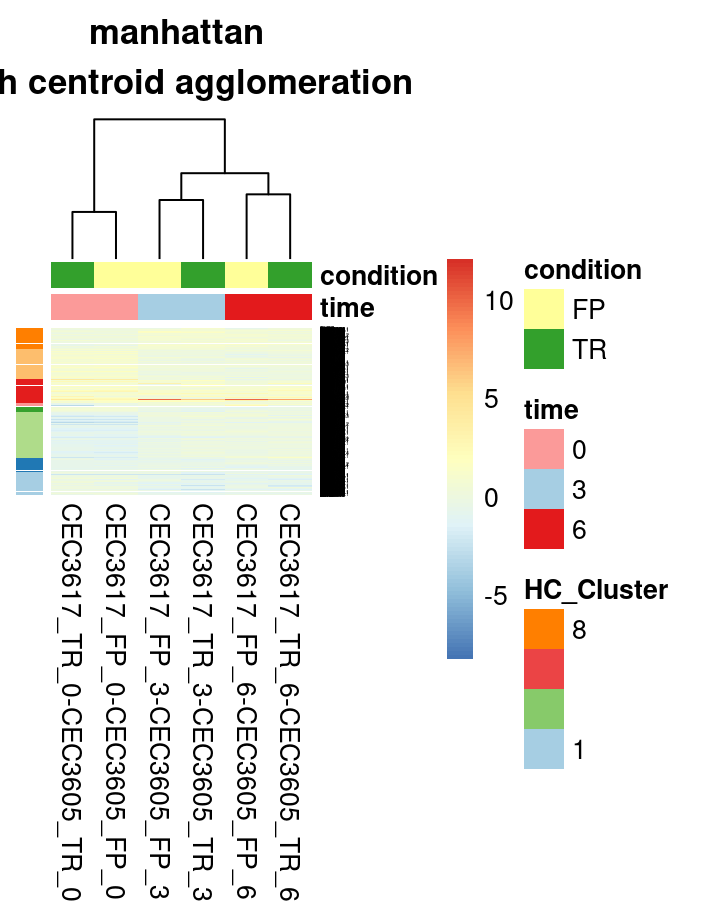 manhattan
h centroid agglomeration
condition
time
10
5
0
-5
condition
FP
TR
time
0
3
6
HC_Cluster
8
1
CEC3617_TR_0-CEC3605_TR_0
CEC3617_FP_0-CEC3605_FP_0
CEC3617_FP_3-CEC3605_FP_3
CEC3617_TR_3-CEC3605_TR_3
CEC3617_FP_6-CEC3605_FP_6
CEC3617_TR_6-CEC3605_TR_6